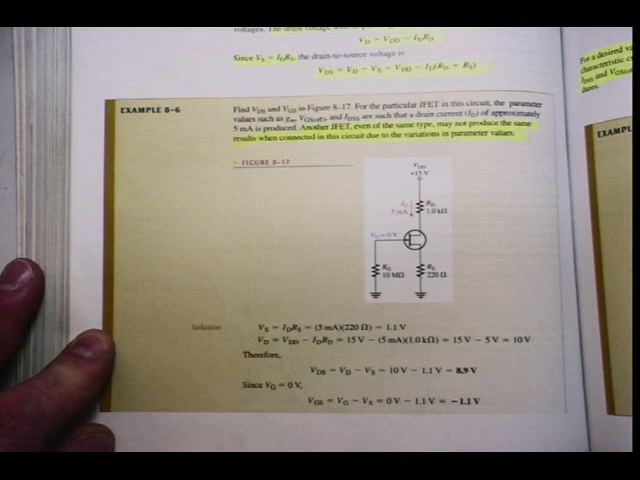 voltages. The drain voltage with
V_D = V_DD − I_D R_D
Since V_S = I_D R_S, the drain-to-source voltage is
V_DS = V_D − V_S = V_DD − I_D(R_D + R_S)
For a desired
characteristic
I_DSS and
EXAMPLE 8–6
Find V_DS and V_GS in Figure 8–17. For the particular JFET in this circuit, the parameter
values such as g_m, V_GS(off), and I_DSS are such that a drain current (I_D) of approximately
5 mA is produced. Another JFET, even of the same type, may not produce the same
results when connected in this circuit due to the variations in parameter values.
EXAMPL
FIGURE 8–17
V_DD
+15 V
I_D
5 mA
R_D
1.0 kΩ
V_G = 0 V
R_G
10 MΩ
R_S
220 Ω
Solution
V_S = I_D R_S = (5 mA)(220 Ω) = 1.1 V
V_D = V_DD − I_D R_D = 15 V − (5 mA)(1.0 kΩ) = 15 V − 5 V = 10 V
Therefore,
V_DS = V_D − V_S = 10 V − 1.1 V = 8.9 V
Since V_G = 0 V,
V_GS = V_G − V_S = 0 V − 1.1 V = −1.1 V